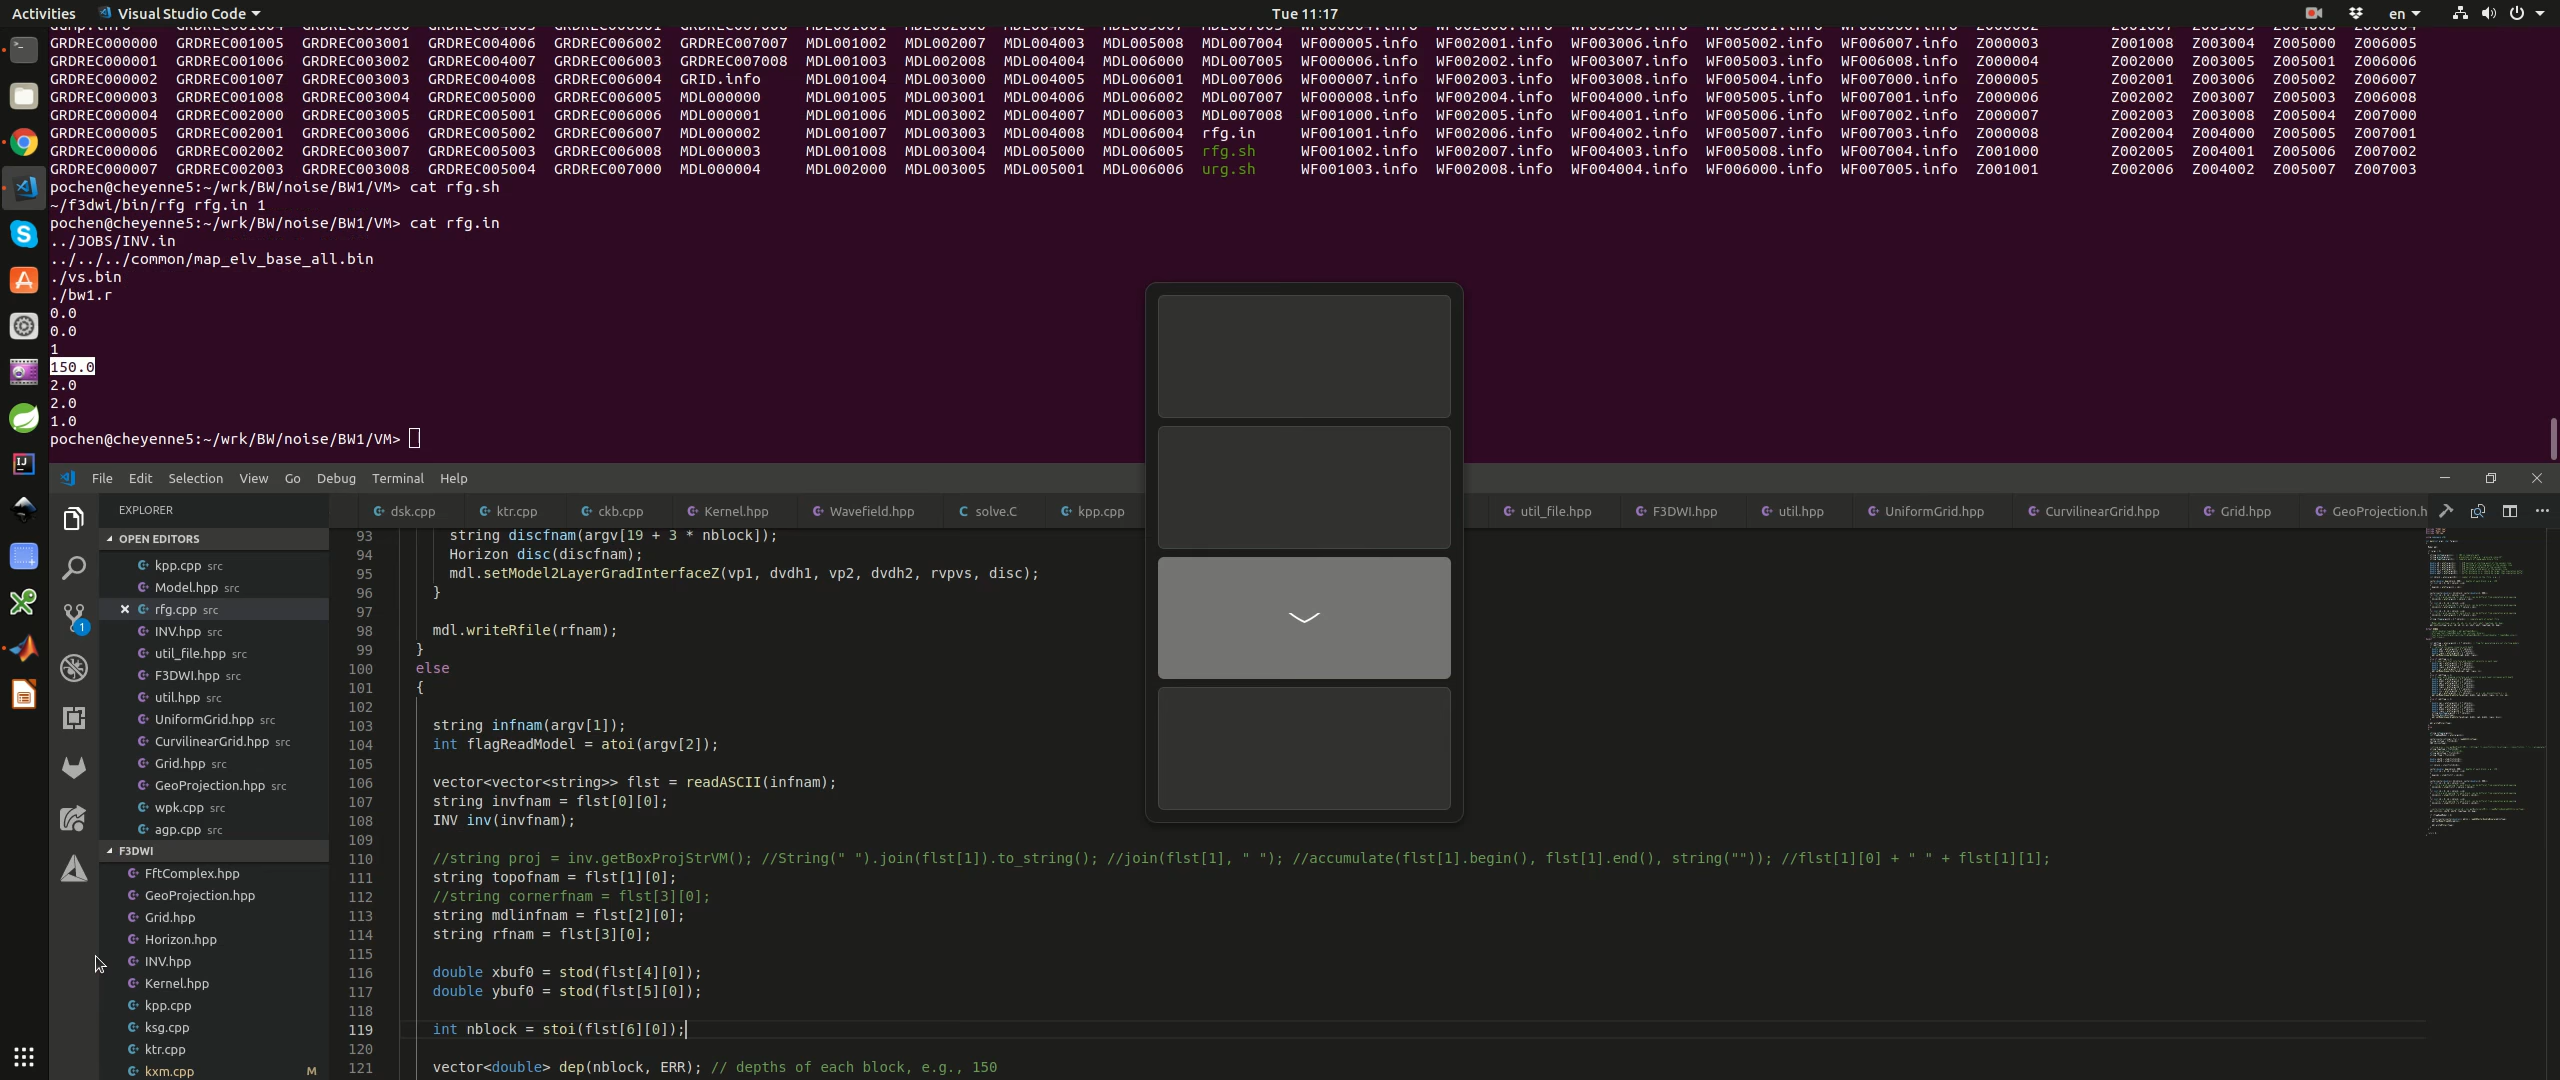 Activities Visual Studio Code Tue 11:17 en
GRDREC000000 GRDREC001005 GRDREC003001 GRDREC004006 GRDREC006002 GRDREC007007 MDL001002 MDL002007 MDL004003 MDL005008 MDL007004 WF000005.info WF002001.info WF003006.info WF005002.info WF006007.info Z000003 Z001008 Z003004 Z005000 Z006005
GRDREC000001 GRDREC001006 GRDREC003002 GRDREC004007 GRDREC006003 GRDREC007008 MDL001003 MDL002008 MDL004004 MDL006000 MDL007005 WF000006.info WF002002.info WF003007.info WF005003.info WF006008.info Z000004 Z002000 Z003005 Z005001 Z006006
GRDREC000002 GRDREC001007 GRDREC003003 GRDREC004008 GRDREC006004 GRID.info MDL001004 MDL003000 MDL004005 MDL006001 MDL007006 WF000007.info WF002003.info WF003008.info WF005004.info WF007000.info Z000005 Z002001 Z003006 Z005002 Z006007
GRDREC000003 GRDREC001008 GRDREC003004 GRDREC005000 GRDREC006005 MDL000000 MDL001005 MDL003001 MDL004006 MDL006002 MDL007007 WF000008.info WF002004.info WF004000.info WF005005.info WF007001.info Z000006 Z002002 Z003007 Z005003 Z006008
GRDREC000004 GRDREC002000 GRDREC003005 GRDREC005001 GRDREC006006 MDL000001 MDL001006 MDL003002 MDL004007 MDL006003 MDL007008 WF001000.info WF002005.info WF004001.info WF005006.info WF007002.info Z000007 Z002003 Z003008 Z005004 Z007000
GRDREC000005 GRDREC002001 GRDREC003006 GRDREC005002 GRDREC006007 MDL000002 MDL001007 MDL003003 MDL004008 MDL006004 rfg.in WF001001.info WF002006.info WF004002.info WF005007.info WF007003.info Z000008 Z002004 Z004000 Z005005 Z007001
GRDREC000006 GRDREC002002 GRDREC003007 GRDREC005003 GRDREC006008 MDL000003 MDL001008 MDL003004 MDL005000 MDL006005 rfg.sh WF001002.info WF002007.info WF004003.info WF005008.info WF007004.info Z001000 Z002005 Z004001 Z005006 Z007002
GRDREC000007 GRDREC002003 GRDREC003008 GRDREC005004 GRDREC007000 MDL000004 MDL002000 MDL003005 MDL005001 MDL006006 urg.sh WF001003.info WF002008.info WF004004.info WF006000.info WF007005.info Z001001 Z002006 Z004002 Z005007 Z007003
pochen@cheyenne5:~/wrk/BW/noise/BW1/VM> cat rfg.sh
~/f3dwi/bin/rfg rfg.in 1
pochen@cheyenne5:~/wrk/BW/noise/BW1/VM> cat rfg.in
../JOBS/INV.in
../../../common/map_elv_base_all.bin
./vs.bin
./bw1.r
0.0
0.0
1
150.0
2.0
2.0
1.0
pochen@cheyenne5:~/wrk/BW/noise/BW1/VM>
File Edit Selection View Go Debug Terminal Help
EXPLORER
dsk.cpp ktr.cpp ckb.cpp Kernel.hpp Wavefield.hpp solve.C kpp.cpp util_file.hpp F3DWI.hpp util.hpp UniformGrid.hpp CurvilinearGrid.hpp Grid.hpp GeoProjection.h
OPEN EDITORS
kpp.cpp src
Model.hpp src
rfg.cpp src
INV.hpp src
util_file.hpp src
F3DWI.hpp src
util.hpp src
UniformGrid.hpp src
CurvilinearGrid.hpp src
Grid.hpp src
GeoProjection.hpp src
wpk.cpp src
agp.cpp src
F3DWI
FftComplex.hpp
GeoProjection.hpp
Grid.hpp
Horizon.hpp
INV.hpp
Kernel.hpp
kpp.cpp
ksg.cpp
ktr.cpp
kxm.cpp M
1
93 string discfnam(argv[19 + 3 * nblock]);
94 Horizon disc(discfnam);
95 mdl.setModel2LayerGradInterfaceZ(vp1, dvdh1, vp2, dvdh2, rvpvs, disc);
96 }
97
98 mdl.writeRfile(rfnam);
99 }
100 else
101 {
102
103 string infnam(argv[1]);
104 int flagReadModel = atoi(argv[2]);
105
106 vector<vector<string>> flst = readASCII(infnam);
107 string invfnam = flst[0][0];
108 INV inv(invfnam);
109
110 //string proj = inv.getBoxProjStrVM(); //String(" ").join(flst[1]).to_string(); //join(flst[1], " "); //accumulate(flst[1].begin(), flst[1].end(), string("")); //flst[1][0] + " " + flst[1][1];
111 string topofnam = flst[1][0];
112 //string cornerfnam = flst[3][0];
113 string mdlinfnam = flst[2][0];
114 string rfnam = flst[3][0];
115
116 double xbuf0 = stod(flst[4][0]);
117 double ybuf0 = stod(flst[5][0]);
118
119 int nblock = stoi(flst[6][0]);
120
121 vector<double> dep(nblock, ERR); // depths of each block, e.g., 150